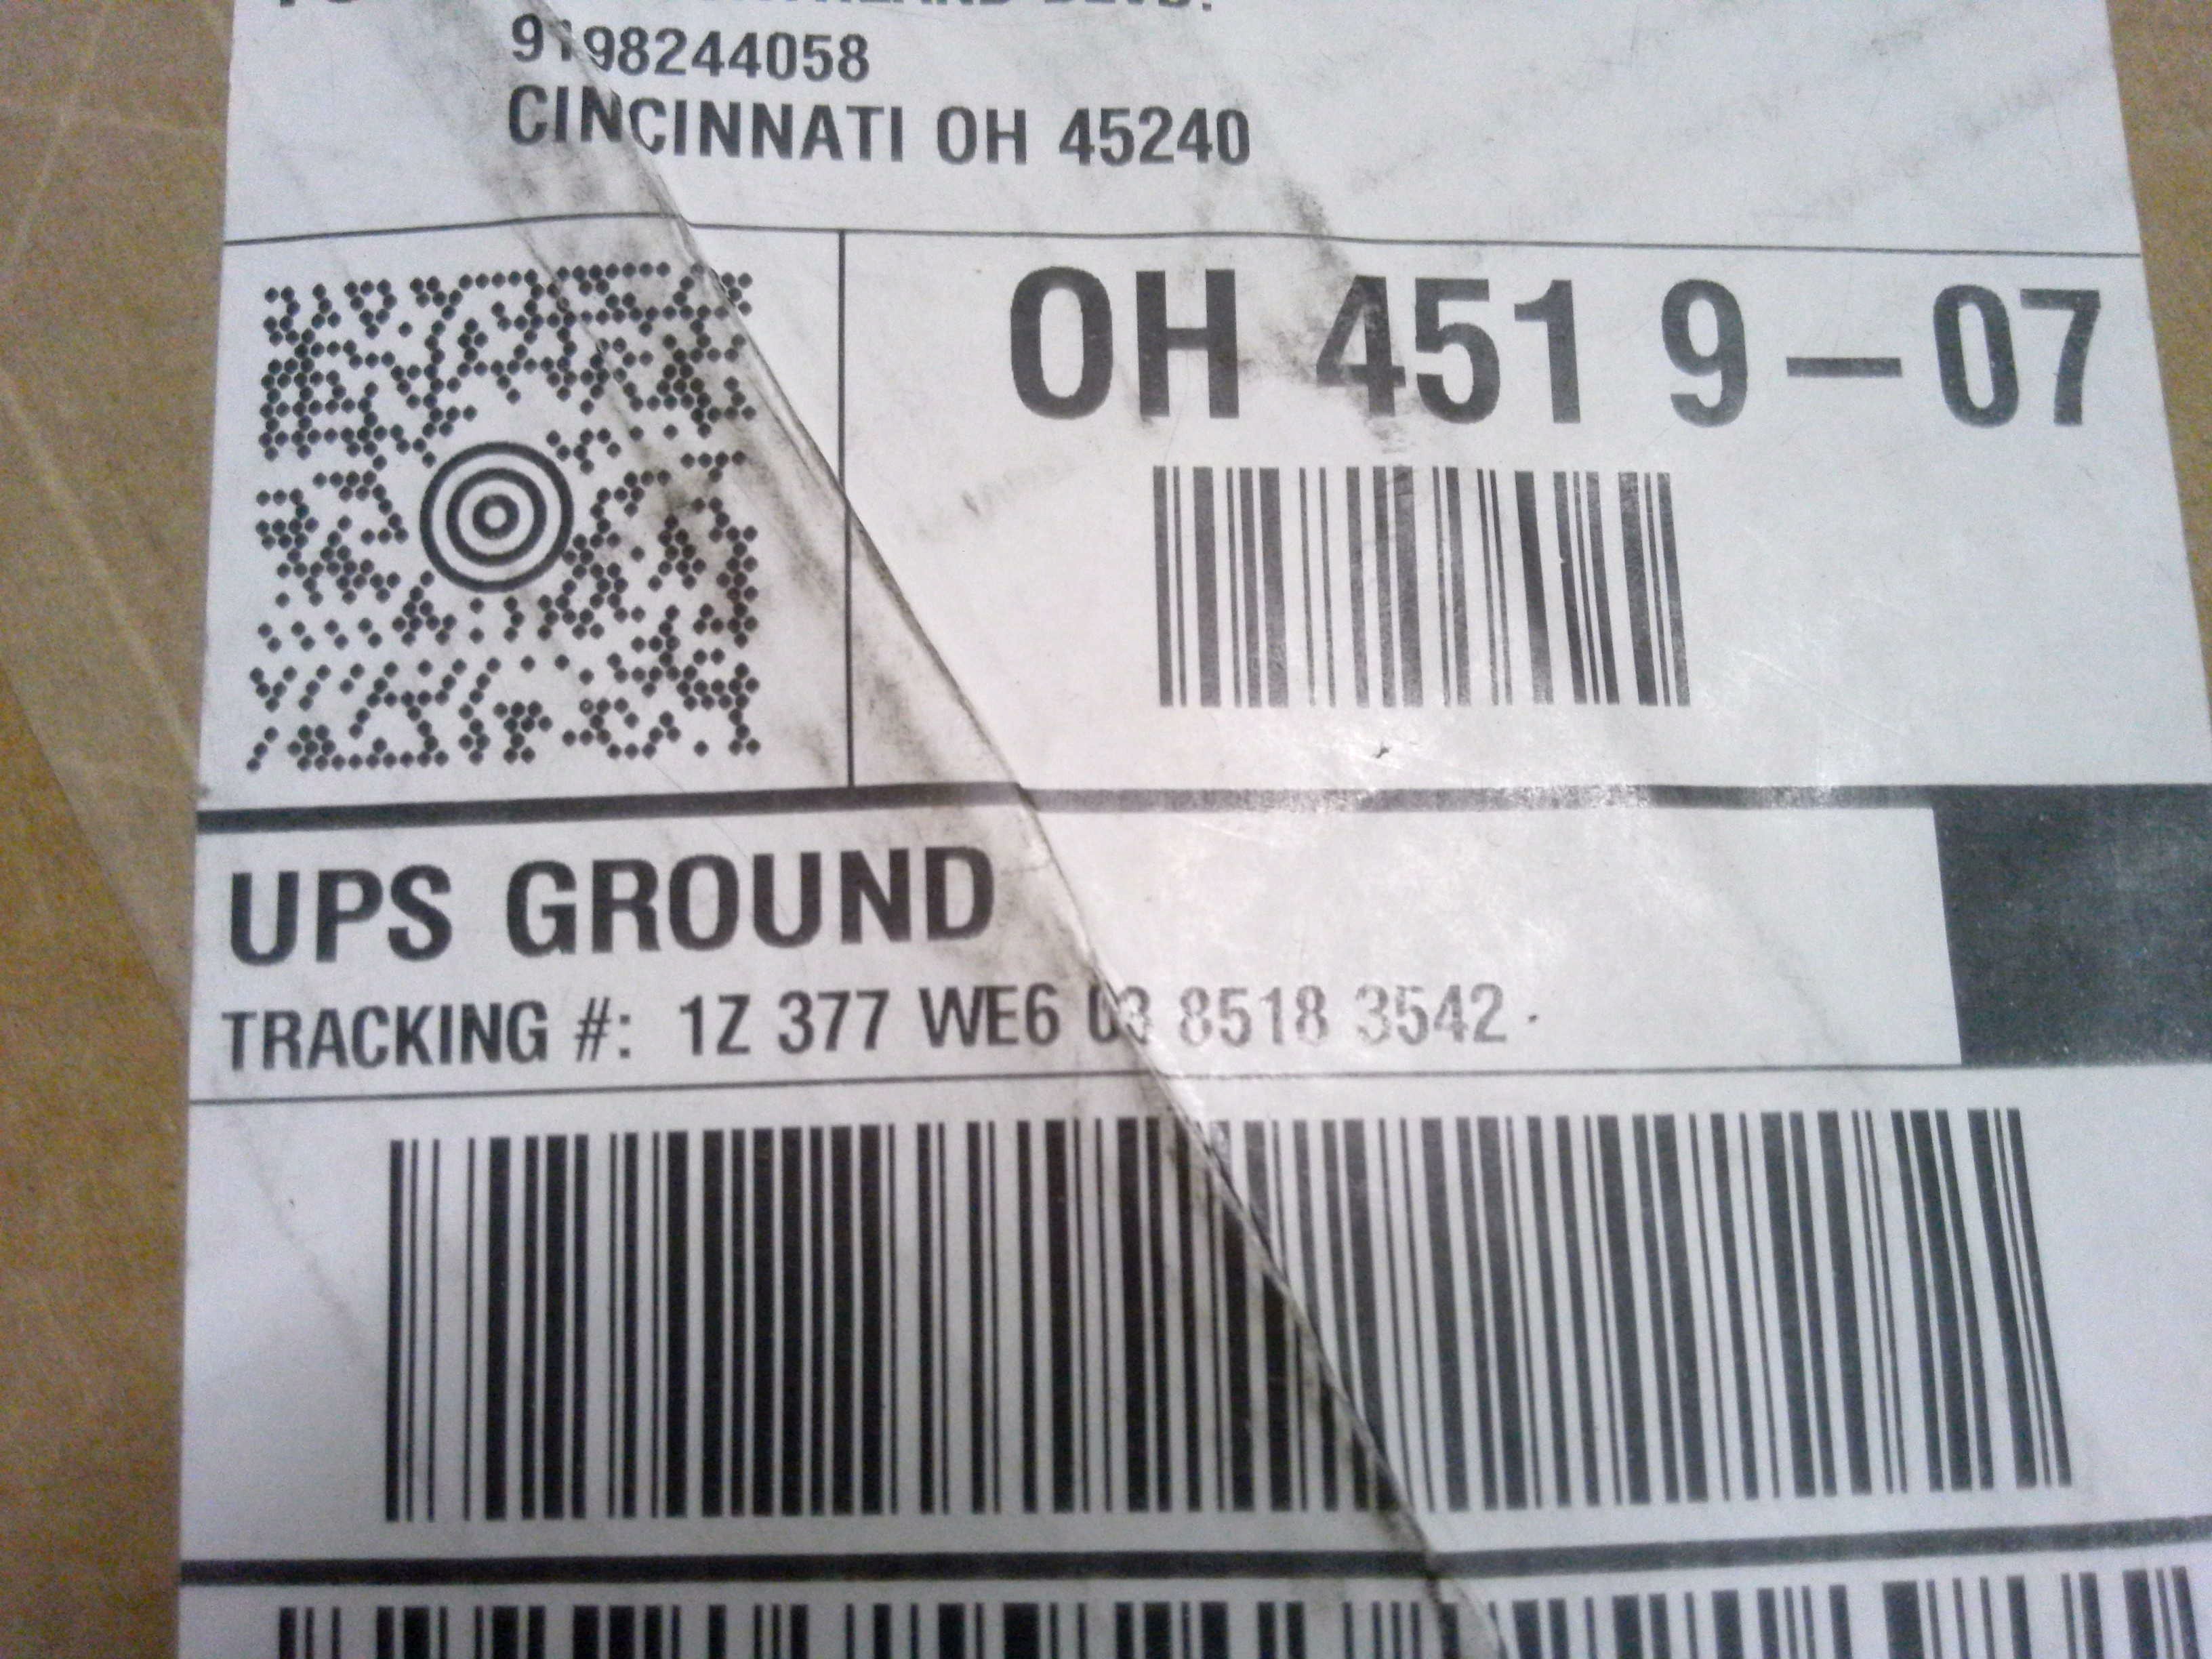 9198244058
CINCINNATI OH 45240
OH 451 9-07
UPS GROUND
TRACKING #: 1Z 377 WE6 03 8518 3542